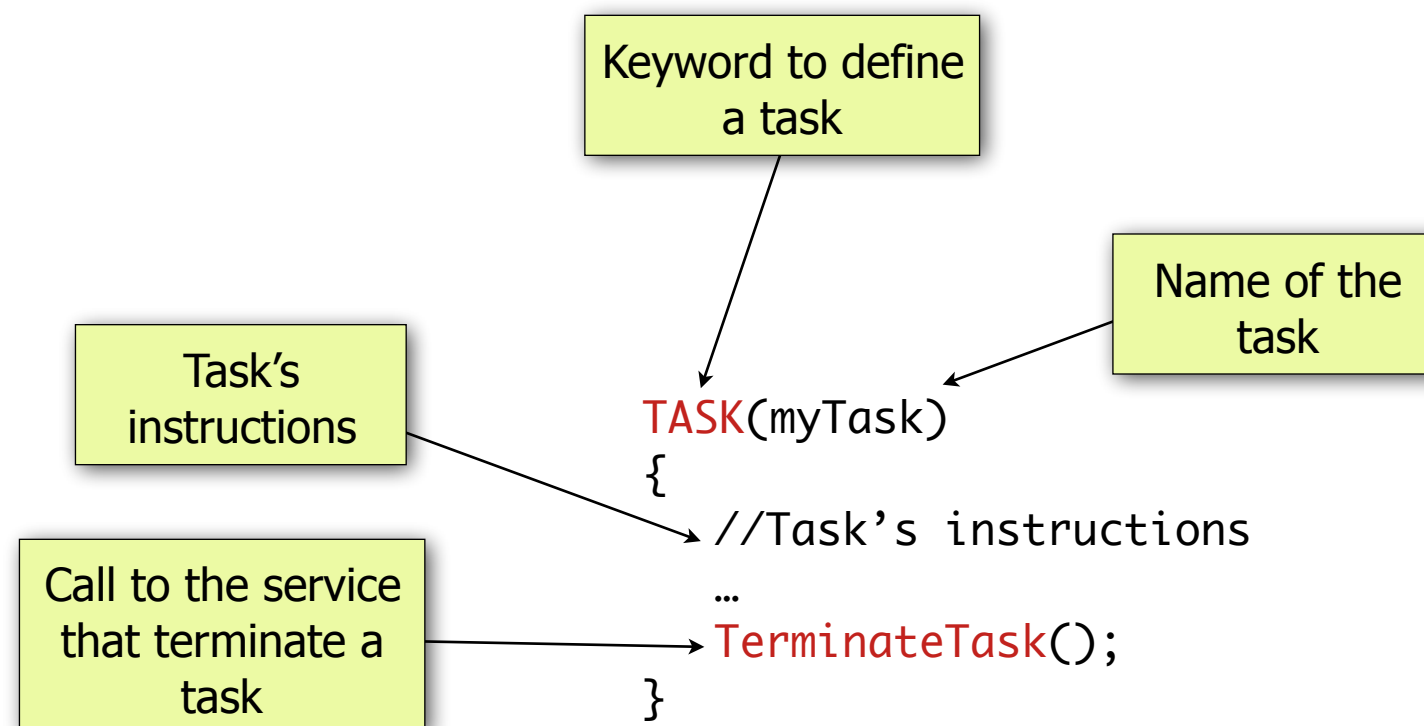 Keyword to define
a task
Name of the
task
Task’s
instructions
TASK(myTask)
{
//Task’s instructions
…
Call to the service
that terminate a
task
TerminateTask();
}